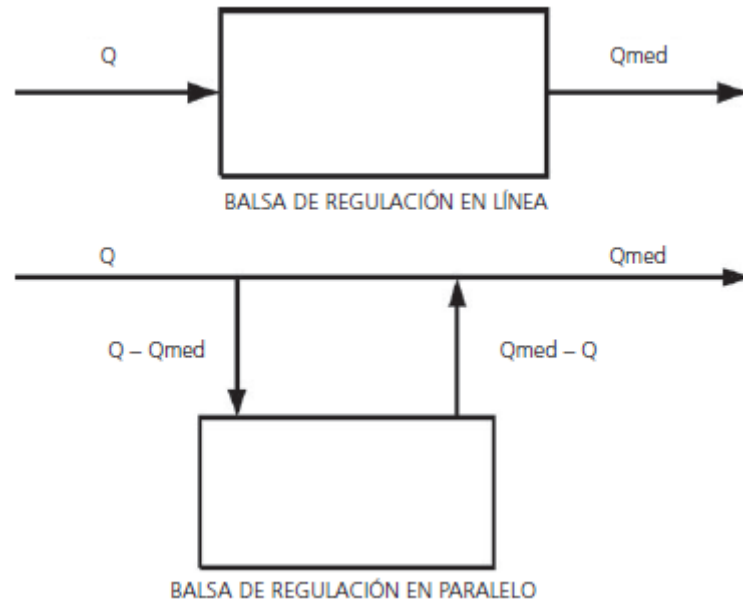 Q
Qmed
BALSA DE REGULACIÓN EN LÍNEA
Q
Qmed
Q – Qmed
Qmed – Q
BALSA DE REGULACIÓN EN PARALELO